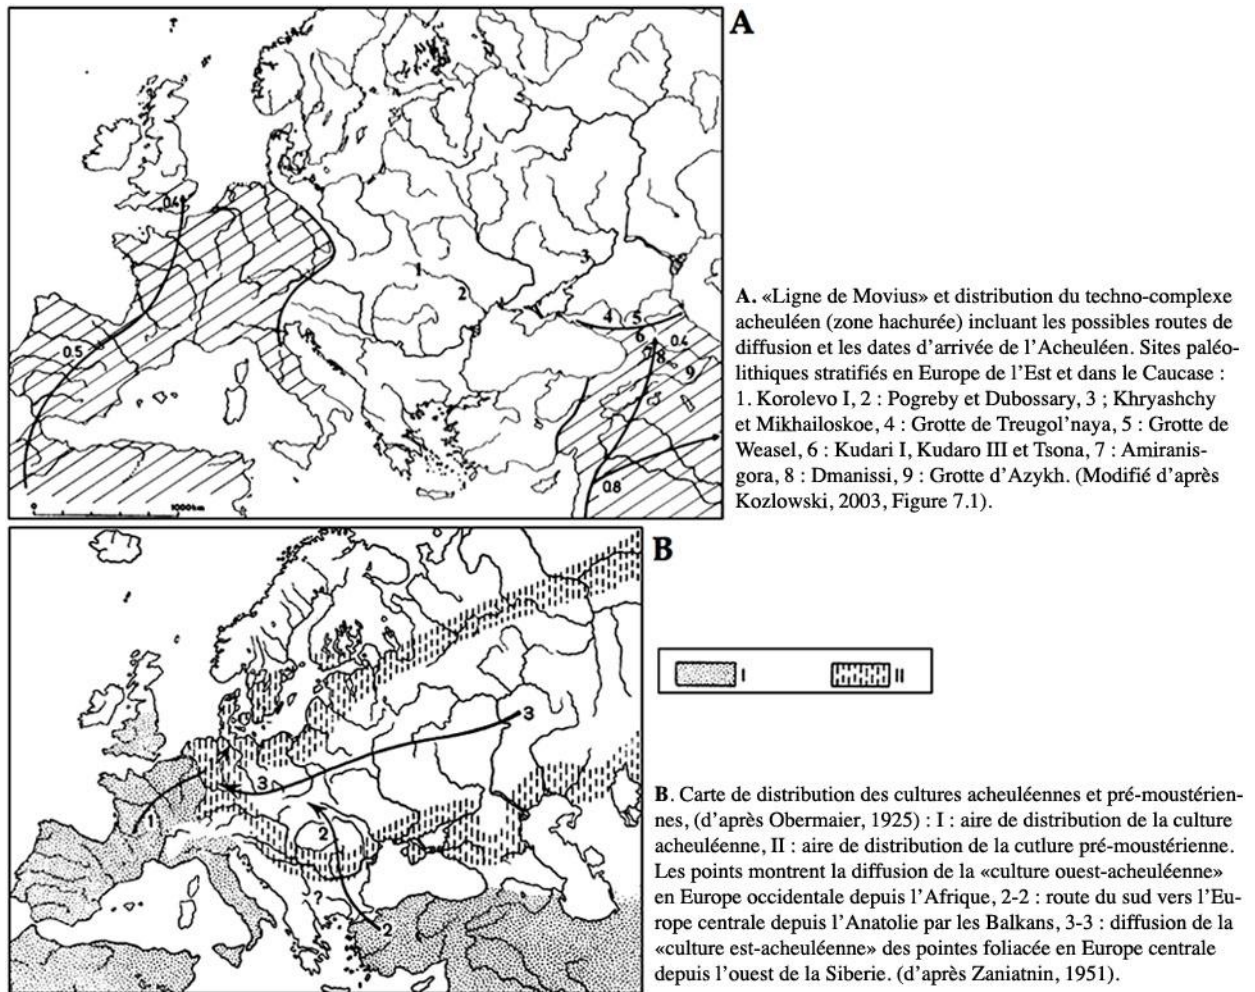 A
0.4
0.5
1
2
3
4
5
6
0.4
7
8
9
0.8
0
1000km
A. «Ligne de Movius» et distribution du techno-complexe
acheuléen (zone hachurée) incluant les possibles routes de
diffusion et les dates d'arrivée de l'Acheuléen. Sites paléo-
lithiques stratifiés en Europe de l'Est et dans le Caucase :
1. Korolevo I, 2 : Pogreby et Dubossary, 3 ; Khryashchy
et Mikhailoskoe, 4 : Grotte de Treugol'naya, 5 : Grotte de
Weasel, 6 : Kudari I, Kudaro III et Tsona, 7 : Amiranis-
gora, 8 : Dmanissi, 9 : Grotte d'Azykh. (Modifié d'après
Kozlowski, 2003, Figure 7.1).
B
3
3
1
2
?
2
I
II
B. Carte de distribution des cultures acheuléennes et pré-moustérien-
nes, (d'après Obermaier, 1925) : I : aire de distribution de la culture
acheuléenne, II : aire de distribution de la cutlure pré-moustérienne.
Les points montrent la diffusion de la «culture ouest-acheuléenne»
en Europe occidentale depuis l'Afrique, 2-2 : route du sud vers l'Eu-
rope centrale depuis l'Anatolie par les Balkans, 3-3 : diffusion de la
«culture est-acheuléenne» des pointes foliacée en Europe centrale
depuis l'ouest de la Siberie. (d'après Zaniatnin, 1951).